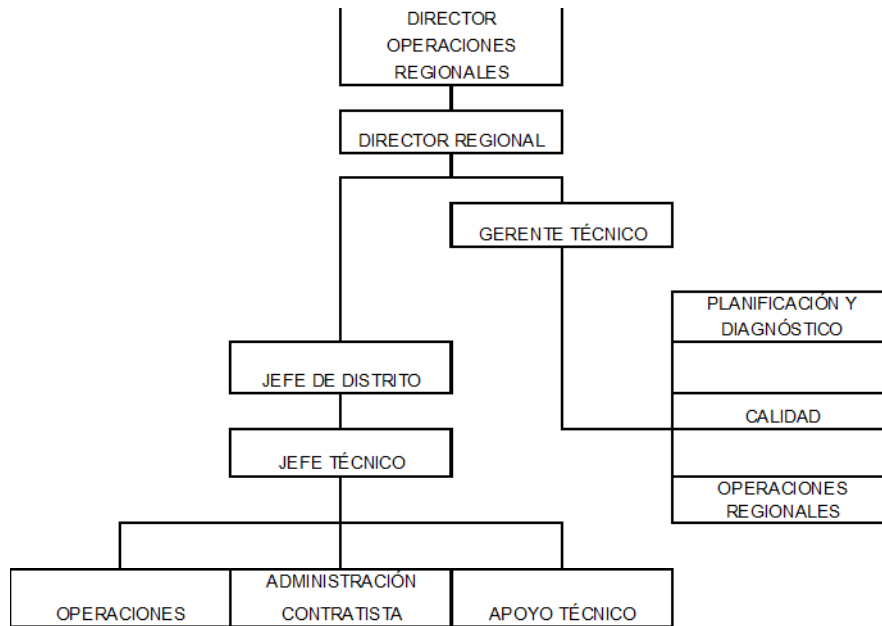 DIRECTOR
OPERACIONES
REGIONALES
DIRECTOR REGIONAL
GERENTE TÉCNICO
PLANIFICACIÓN Y
DIAGNÓSTICO
JEFE DE DISTRITO
CALIDAD
JEFE TÉCNICO
OPERACIONES
REGIONALES
OPERACIONES
ADMINISTRACIÓN
CONTRATISTA
APOYO TÉCNICO